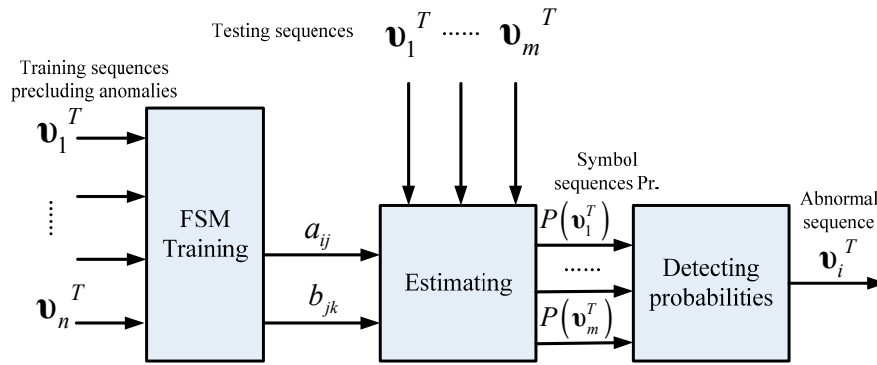 Testing sequences
𝛖₁ᵀ ...... 𝛖ₘᵀ
Training sequences
precluding anomalies
𝛖₁ᵀ
......
𝛖ₙᵀ
FSM
Training
aᵢⱼ
bⱼₖ
Estimating
Symbol
sequences Pr.
P(𝛖₁ᵀ)
......
P(𝛖ₘᵀ)
Detecting
probabilities
Abnormal
sequence
𝛖ᵢᵀ